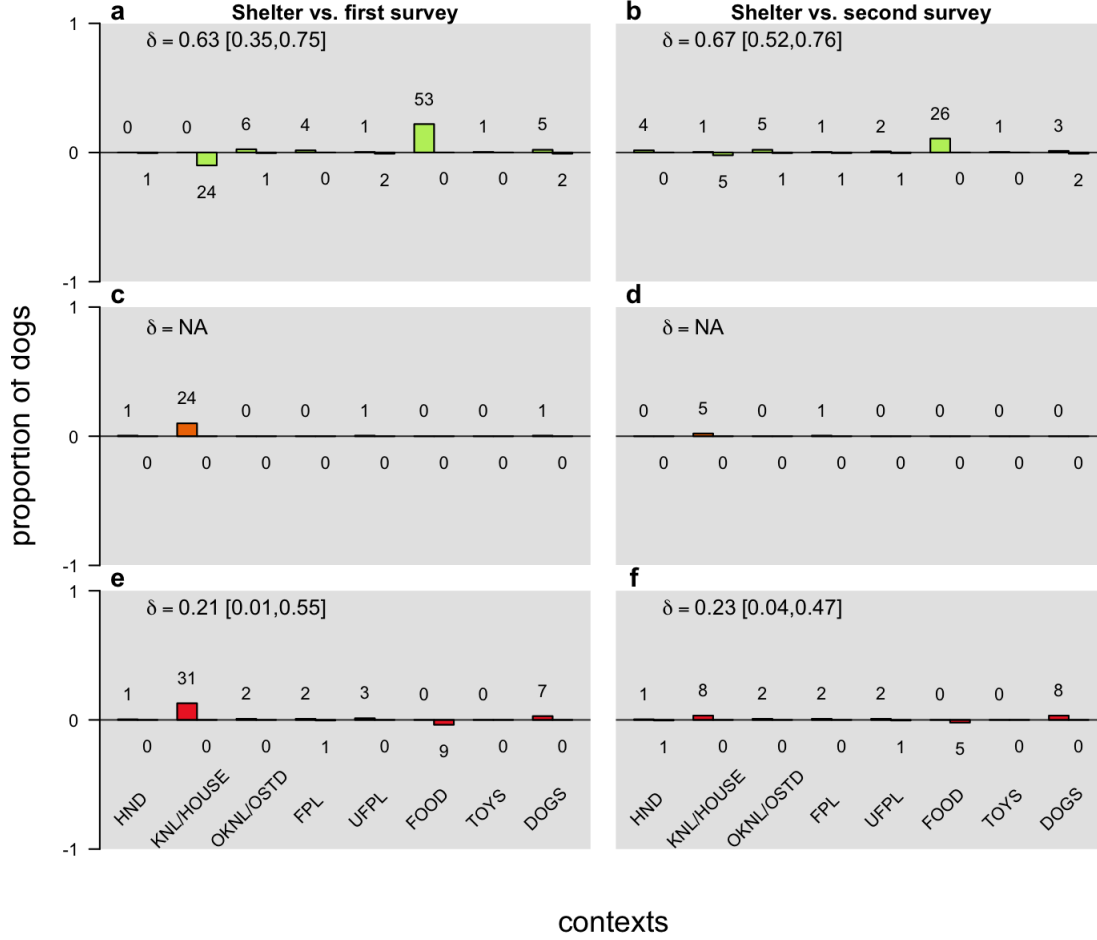 a Shelter vs. first survey
b Shelter vs. second survey
1
δ = 0.63 [0.35,0.75]
δ = 0.67 [0.52,0.76]
0 0 6 4 1 53 1 5
4 1 5 1 2 26 1 3
0
1 24 1 0 2 0 0 2
0 5 1 1 1 0 0 2
-1
c
d
1
δ = NA
δ = NA
1 24 0 0 1 0 0 1
0 5 0 1 0 0 0 0
0
0 0 0 0 0 0 0 0
0 0 0 0 0 0 0 0
-1
e
f
1
δ = 0.21 [0.01,0.55]
δ = 0.23 [0.04,0.47]
1 31 2 2 3 0 0 7
1 8 2 2 2 0 0 8
0
0 0 0 1 0 9 0 0
1 0 0 0 1 5 0 0
HND KNL/HOUSE OKNL/OSTD FPL UFPL FOOD TOYS DOGS
HND KNL/HOUSE OKNL/OSTD FPL UFPL FOOD TOYS DOGS
-1
proportion of dogs
contexts